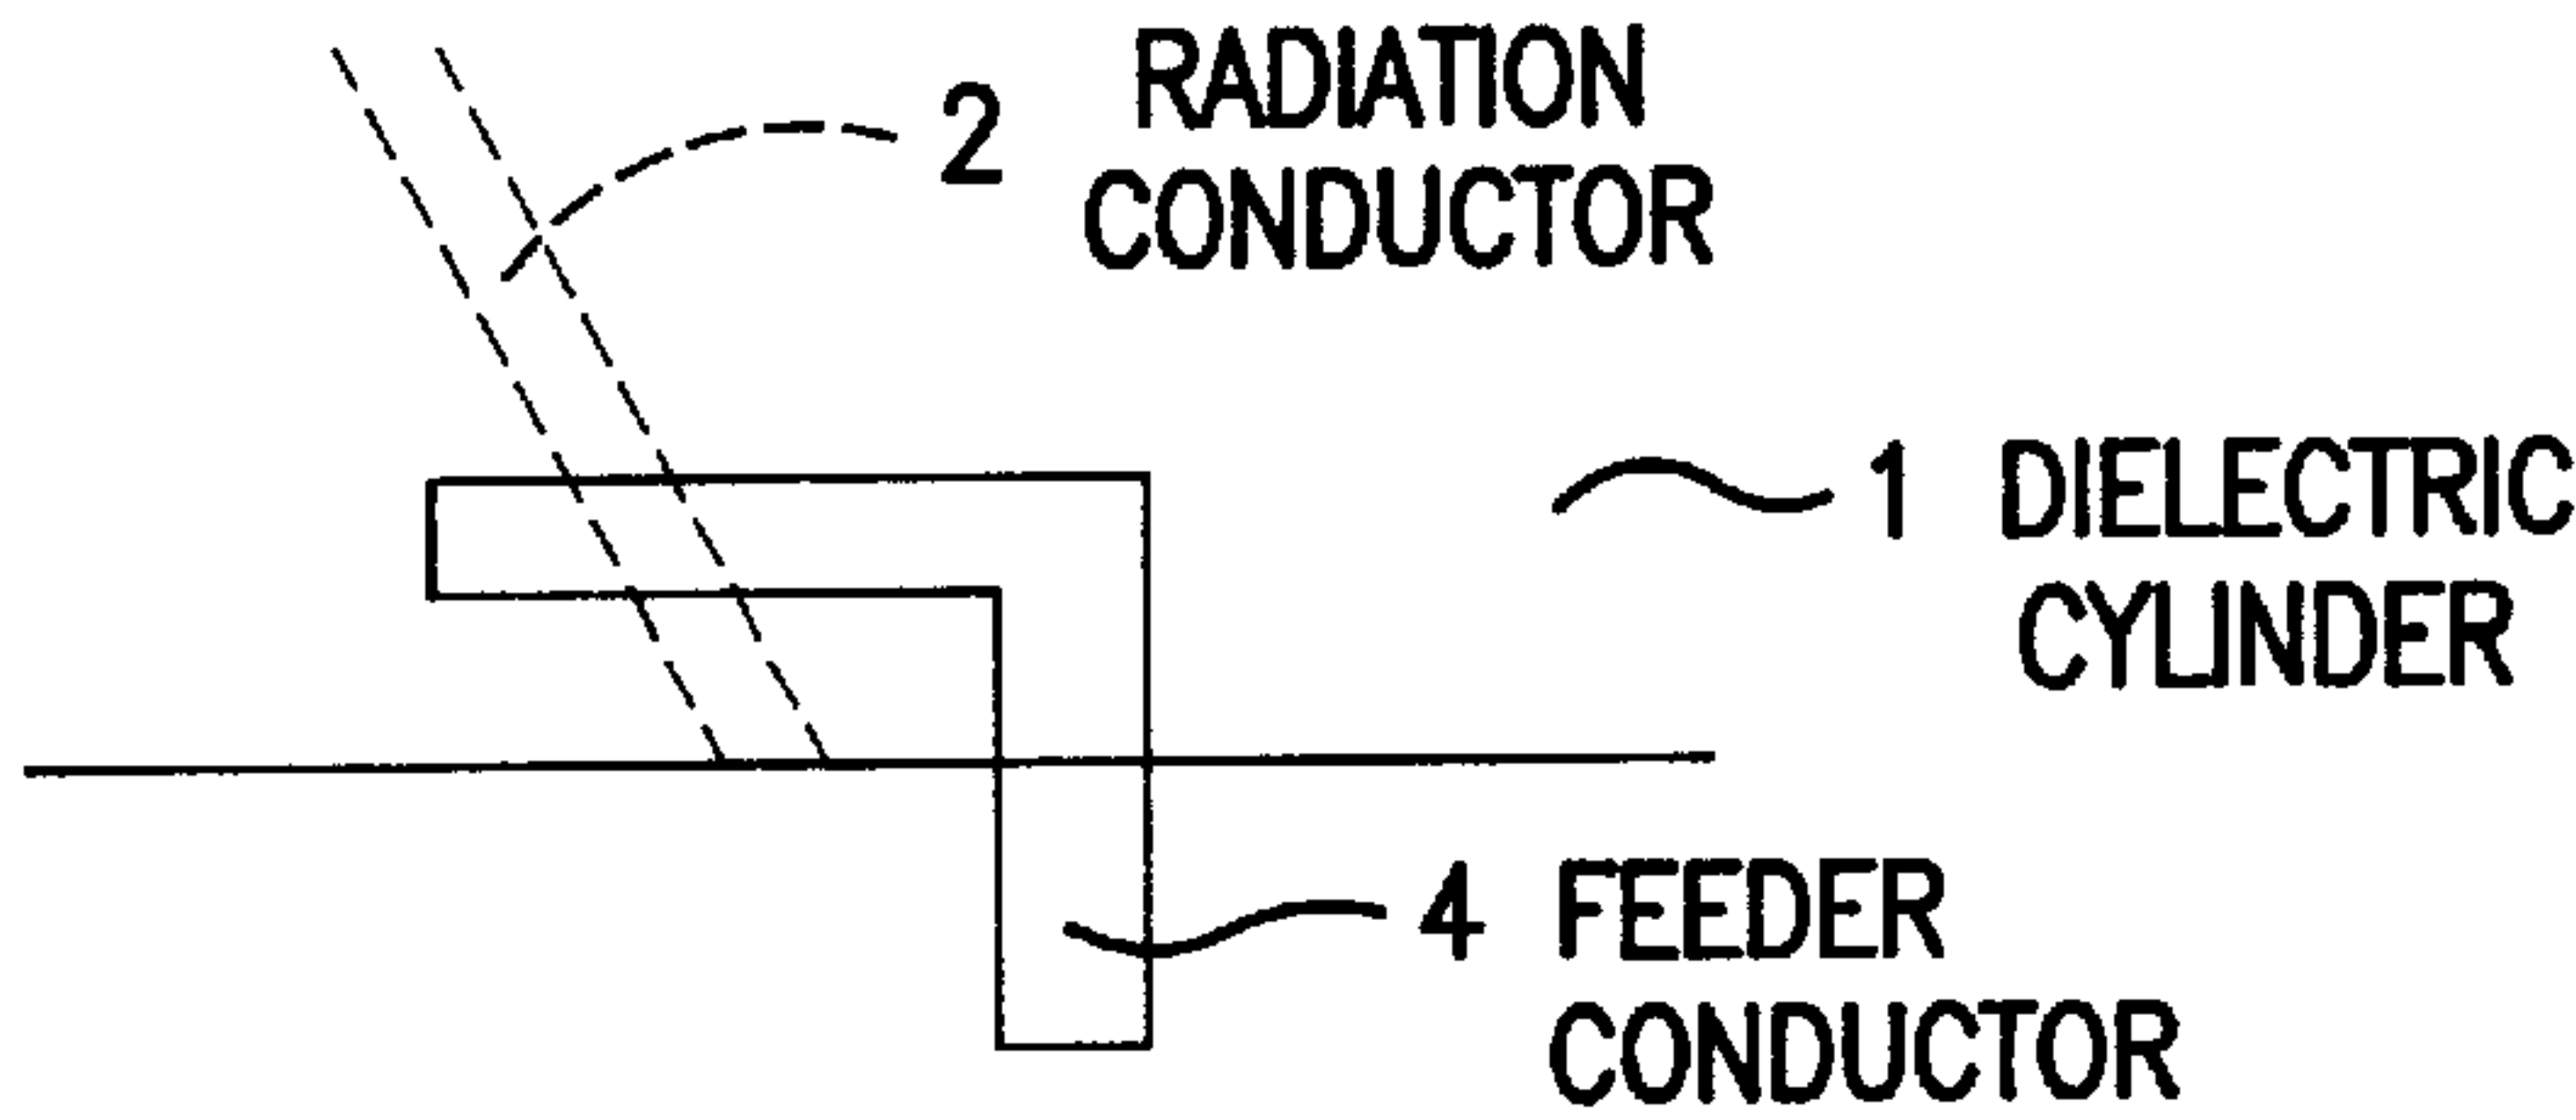 2 RADIATION
CONDUCTOR
1 DIELECTRIC
CYLINDER
4 FEEDER
CONDUCTOR